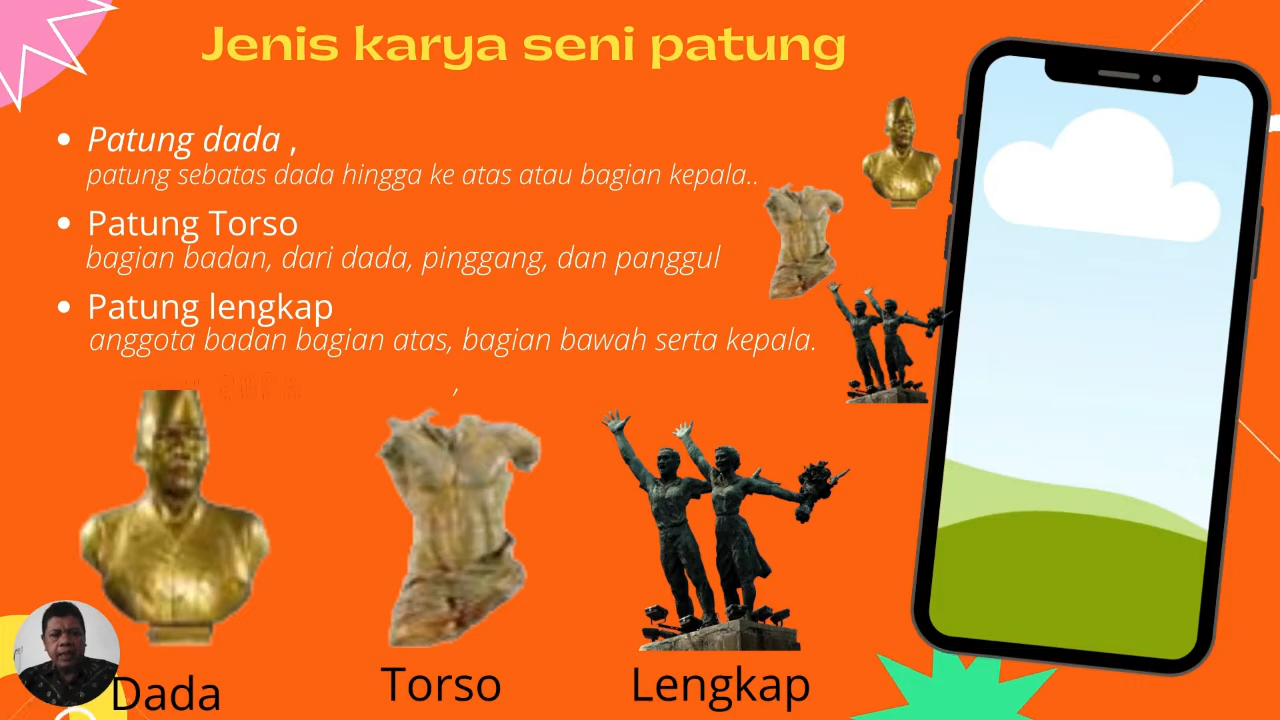 Jenis karya seni patung
Patung dada ,
patung sebatas dada hingga ke atas atau bagian kepala..
Patung Torso
bagian badan, dari dada, pinggang, dan panggul
Patung lengkap
anggota badan bagian atas, bagian bawah serta kepala.
,
Dada
Torso
Lengkap